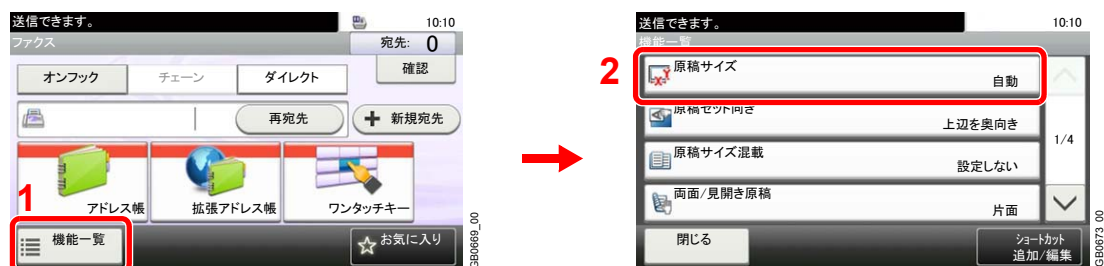 送信できます。
10:10
ファクス
宛先: 0
オンフック
チェーン
ダイレクト
確認
再宛先
新規宛先
アドレス帳
拡張アドレス帳
ワンタッチキー
1
機能一覧
お気に入り
GB0669_00
送信できます。
10:10
機能一覧
2
原稿サイズ
自動
原稿セット向き
上辺を奥向き
1/4
原稿サイズ混載
設定しない
両面/見開き原稿
片面
閉じる
ショートカット
追加/編集
GB0673 00